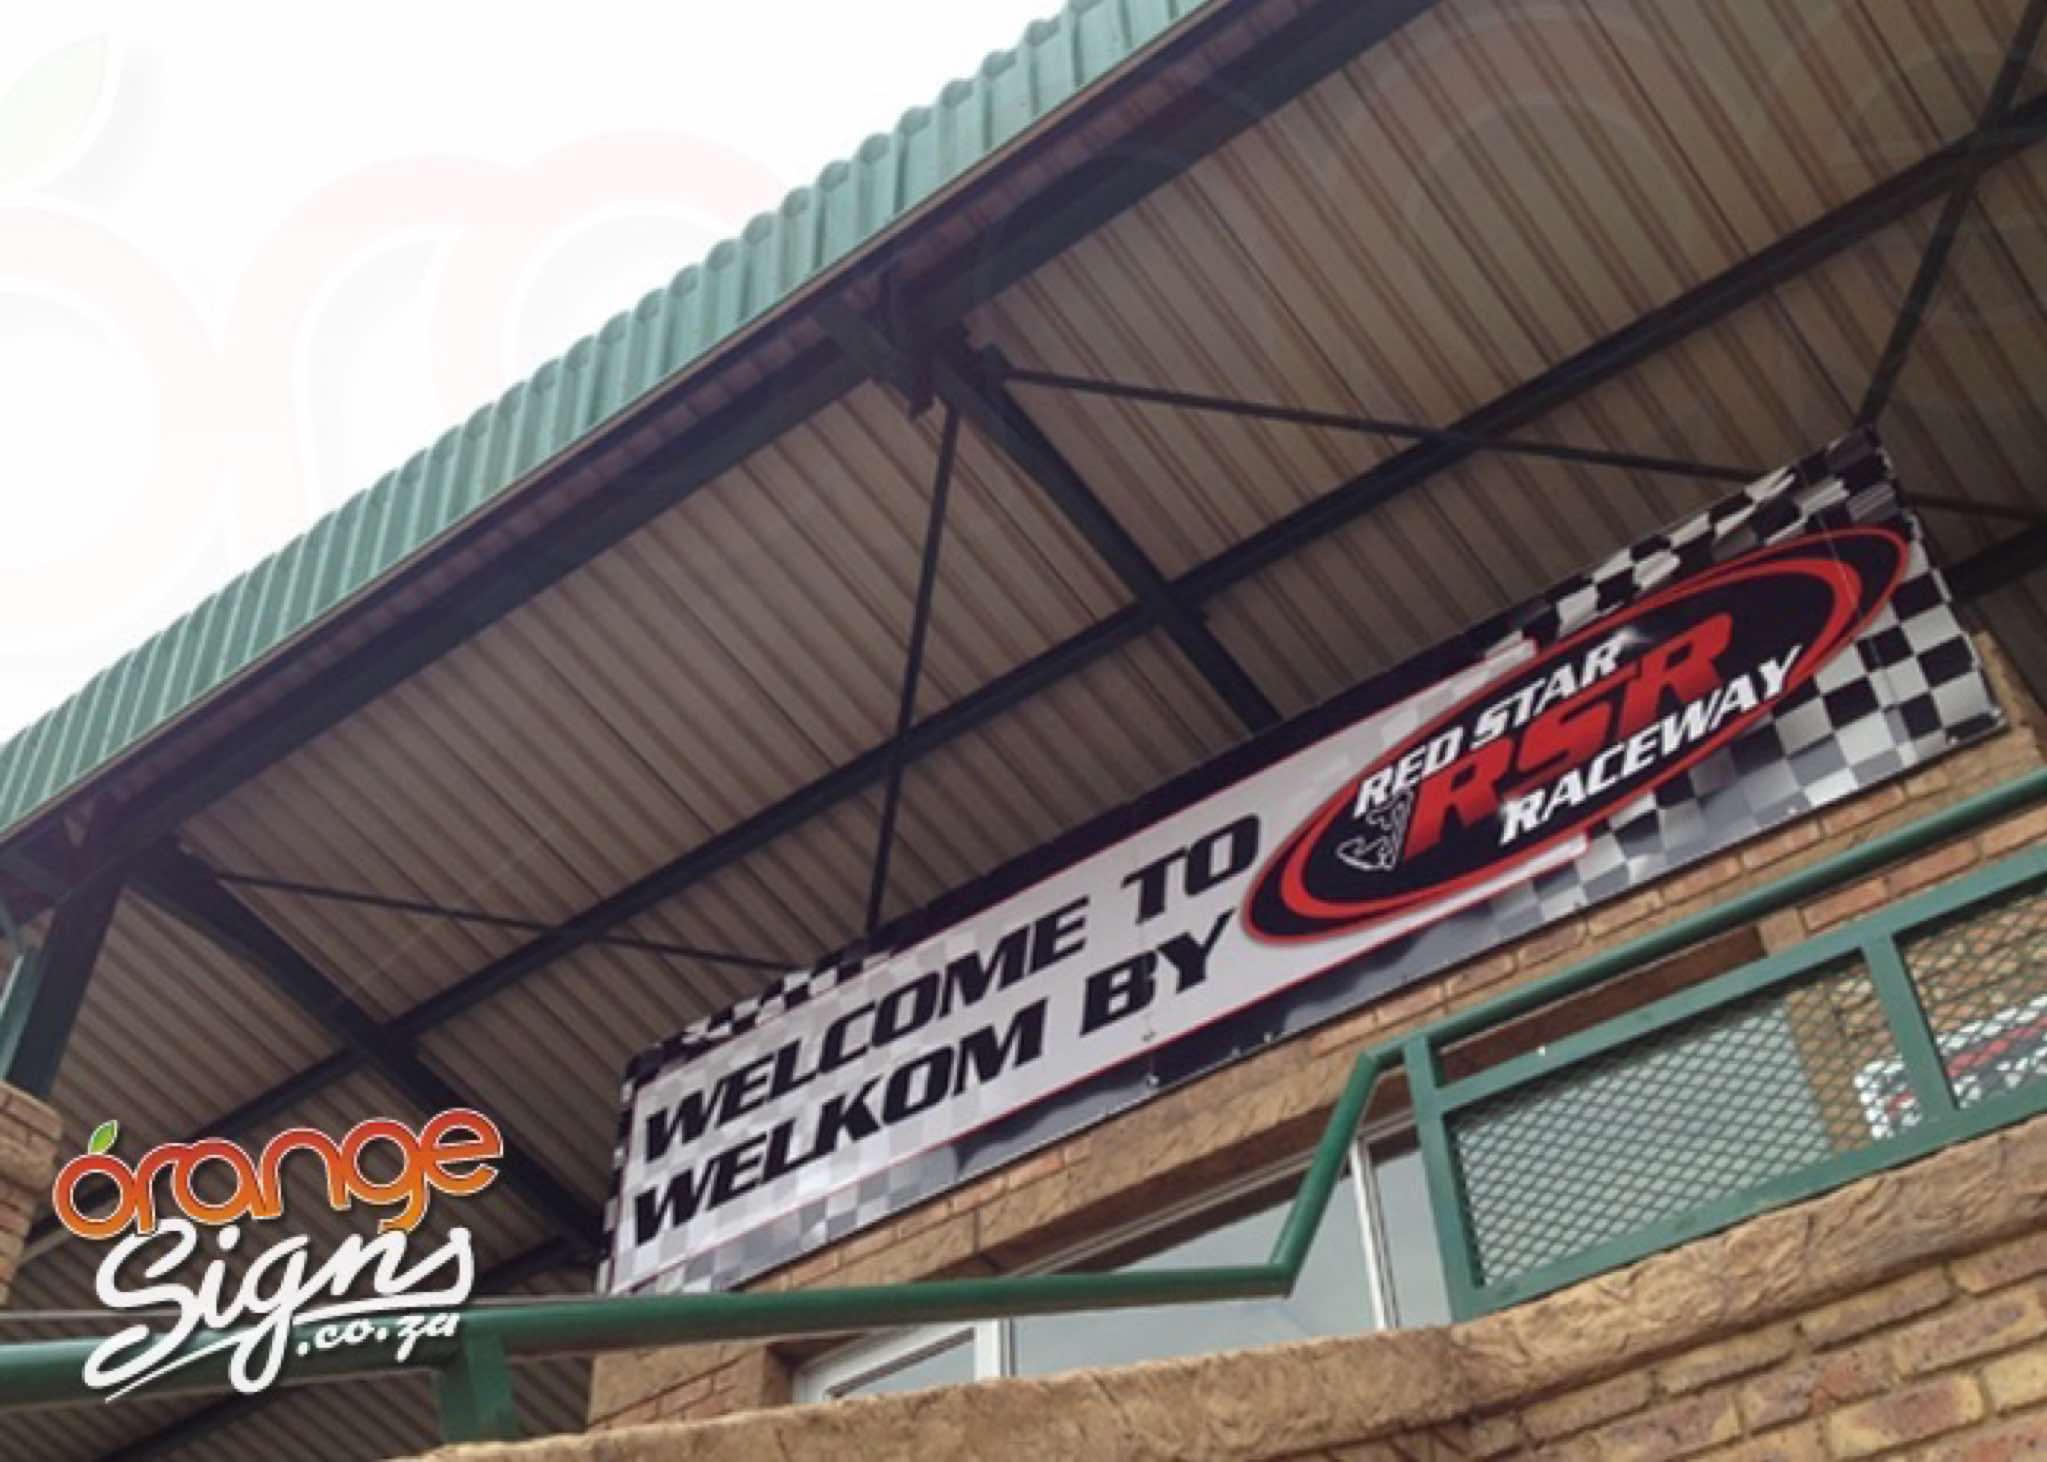 WELCOME TO
WELKOM BY
RED STAR
RSR
RACEWAY
orange
Signs
.co.za